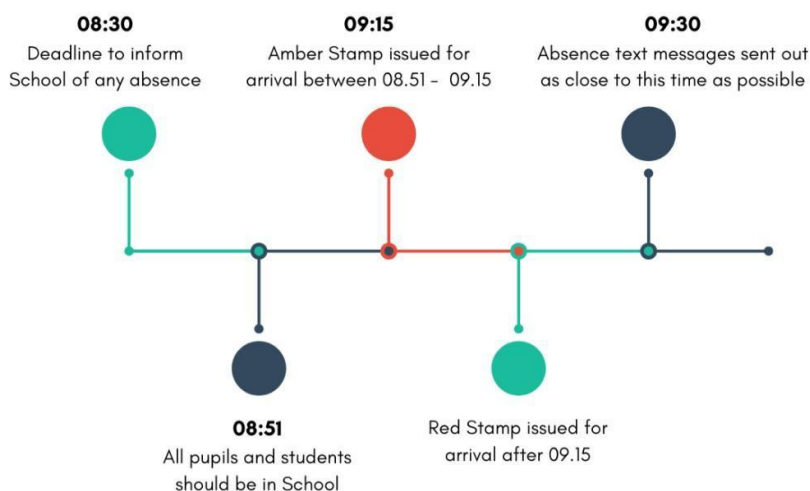 08:30
Deadline to inform
School of any absence
09:15
Amber Stamp issued for
arrival between 08.51 - 09.15
09:30
Absence text messages sent out
as close to this time as possible
08:51
All pupils and students
should be in School
Red Stamp issued for
arrival after 09.15